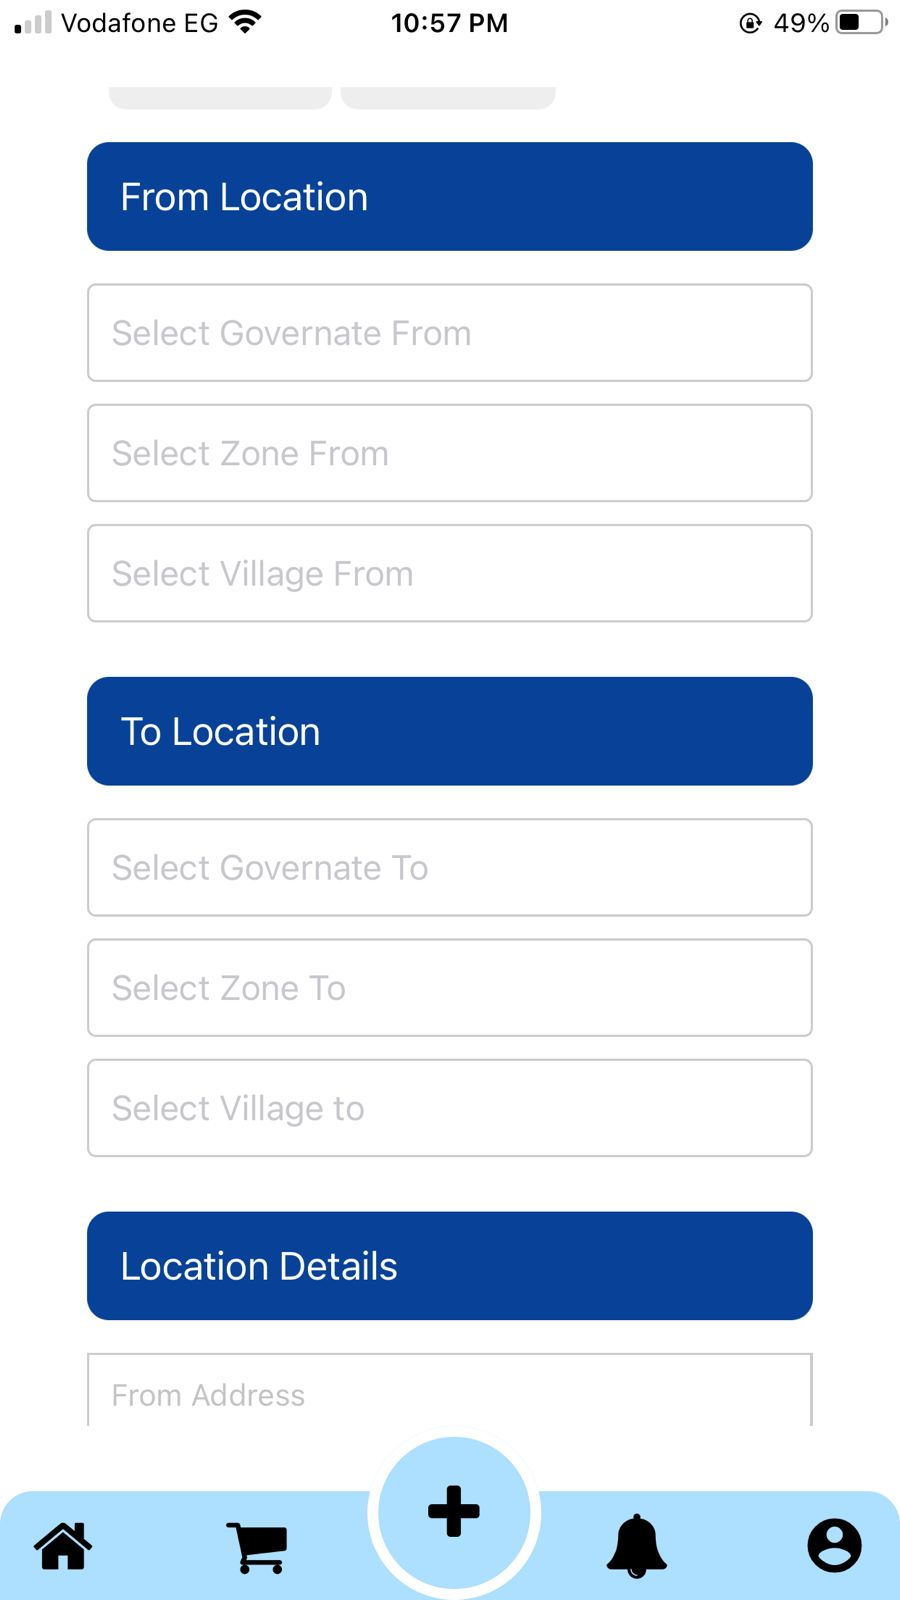 Vodafone EG 10:57 PM 49%
From Location
Select Governate From
Select Zone From
Select Village From
To Location
Select Governate To
Select Zone To
Select Village to
Location Details
From Address